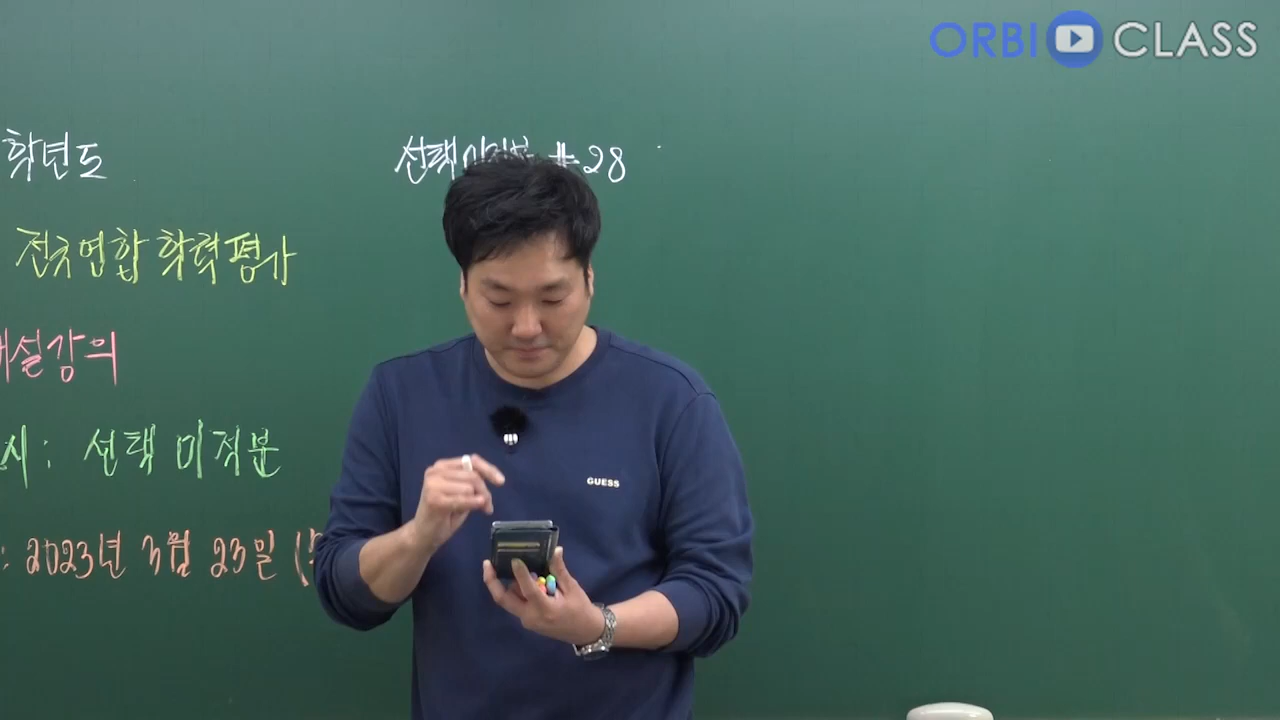 ORBI CLASS
학년도
전국연합학력평가
설강의
시: 선택 미적분
: 2023년 3월 23일 (
선택미적분 #28
GUESS